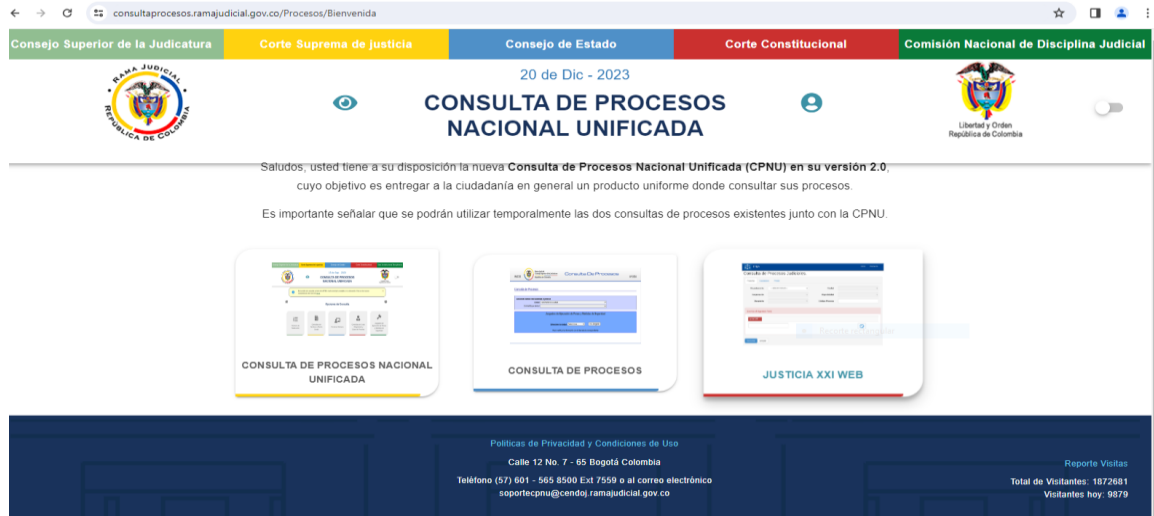 consultaprocesos.ramajudicial.gov.co/Procesos/Bienvenida
Consejo Superior de la Judicatura
Corte Suprema de justicia
Consejo de Estado
Corte Constitucional
Comisión Nacional de Disciplina Judicial
RAMA JUDICIAL
REPÚBLICA DE COLOMBIA
20 de Dic - 2023
CONSULTA DE PROCESOS
NACIONAL UNIFICADA
Libertad y Orden
República de Colombia
Saludos, usted tiene a su disposición la nueva Consulta de Procesos Nacional Unificada (CPNU) en su versión 2.0,
cuyo objetivo es entregar a la ciudadanía en general un producto uniforme donde consultar sus procesos.
Es importante señalar que se podrán utilizar temporalmente las dos consultas de procesos existentes junto con la CPNU.
Consulta De Procesos
CONSULTA DE PROCESOS NACIONAL
UNIFICADA
CONSULTA DE PROCESOS
JUSTICIA XXI WEB
Políticas de Privacidad y Condiciones de Uso
Calle 12 No. 7 - 65 Bogotá Colombia
Teléfono (57) 601 - 565 8500 Ext 7559 o al correo electrónico
soportecpnu@cendoj.ramajudicial.gov.co
Reporte Visitas
Total de Visitantes: 1872681
Visitantes hoy: 9879